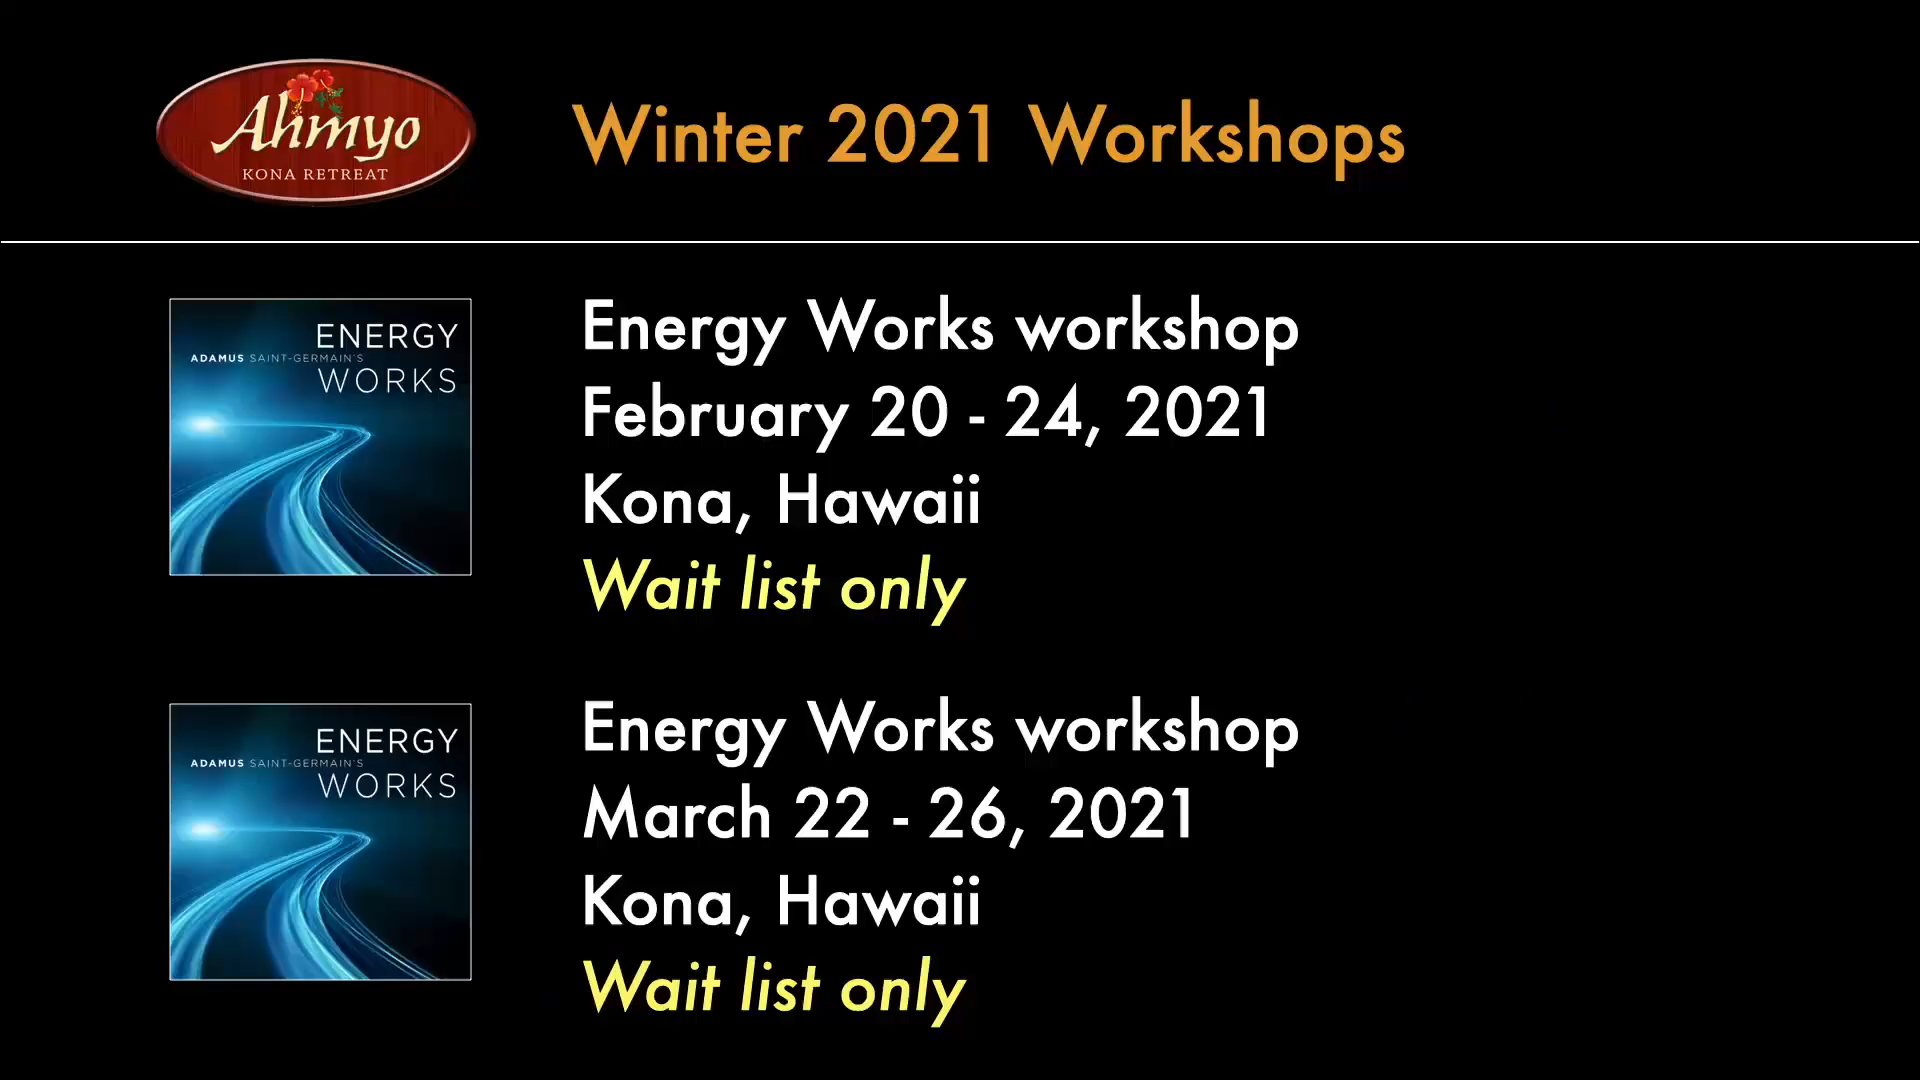 Ahmyo
KONA RETREAT
Winter 2021 Workshops
ENERGY
ADAMUS SAINT-GERMAIN'S
WORKS
Energy Works workshop
February 20 - 24, 2021
Kona, Hawaii
Wait list only
ENERGY
ADAMUS SAINT-GERMAIN'S
WORKS
Energy Works workshop
March 22 - 26, 2021
Kona, Hawaii
Wait list only